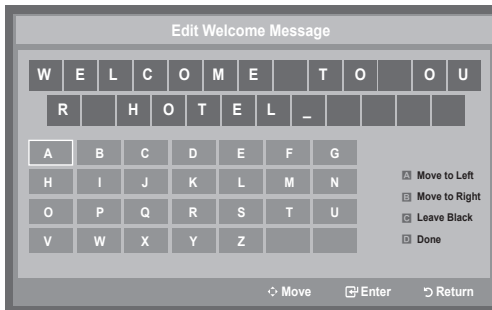 Edit Welcome Message
W E L C O M E T O O U
R H O T E L _
A B C D E F G
H I J K L M N
O P Q R S T U
V W X Y Z
A Move to Left
B Move to Right
C Leave Black
D Done
Move Enter Return